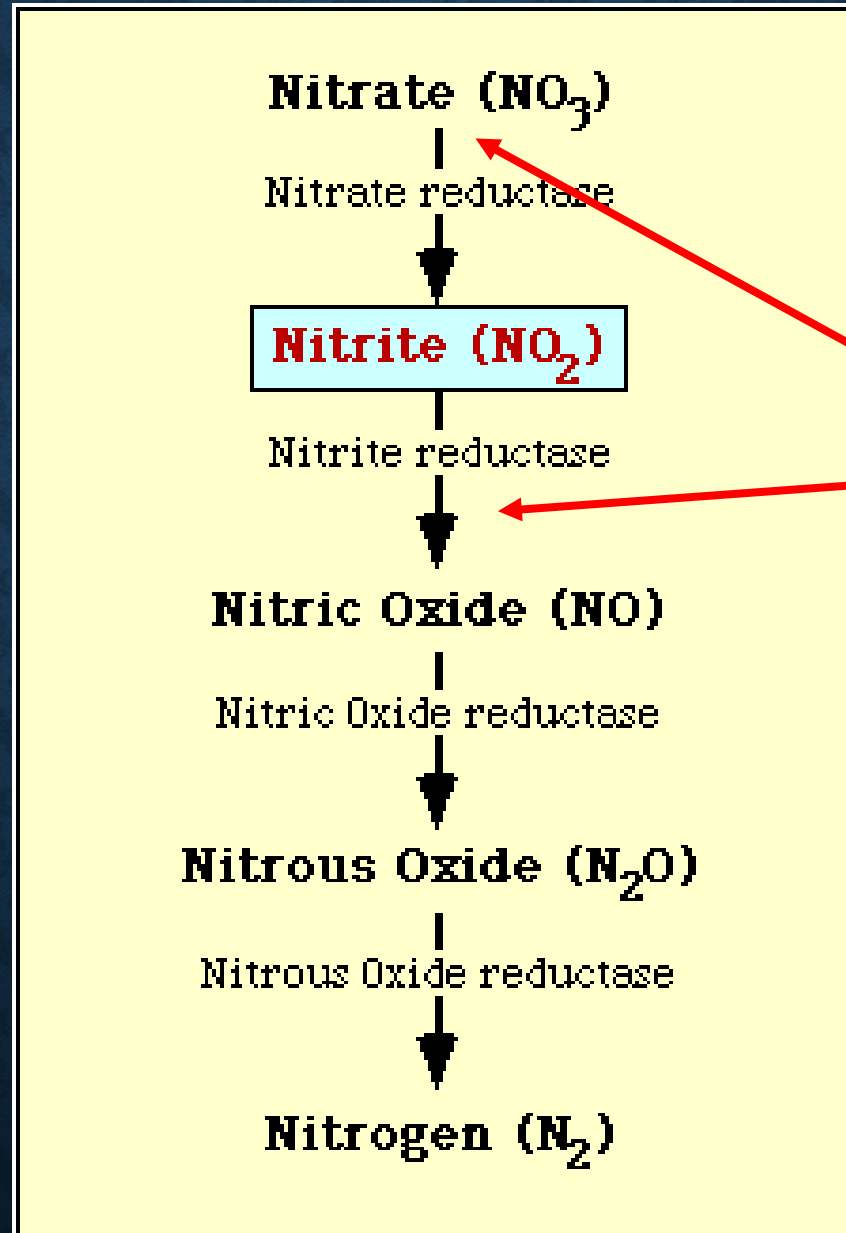 Nitrate (NO₃)
Nitrate reductase
Nitrite (NO₂)
Nitrite reductase
Nitric Oxide (NO)
Nitric Oxide reductase
Nitrous Oxide (N₂O)
Nitrous Oxide reductase
Nitrogen (N₂)